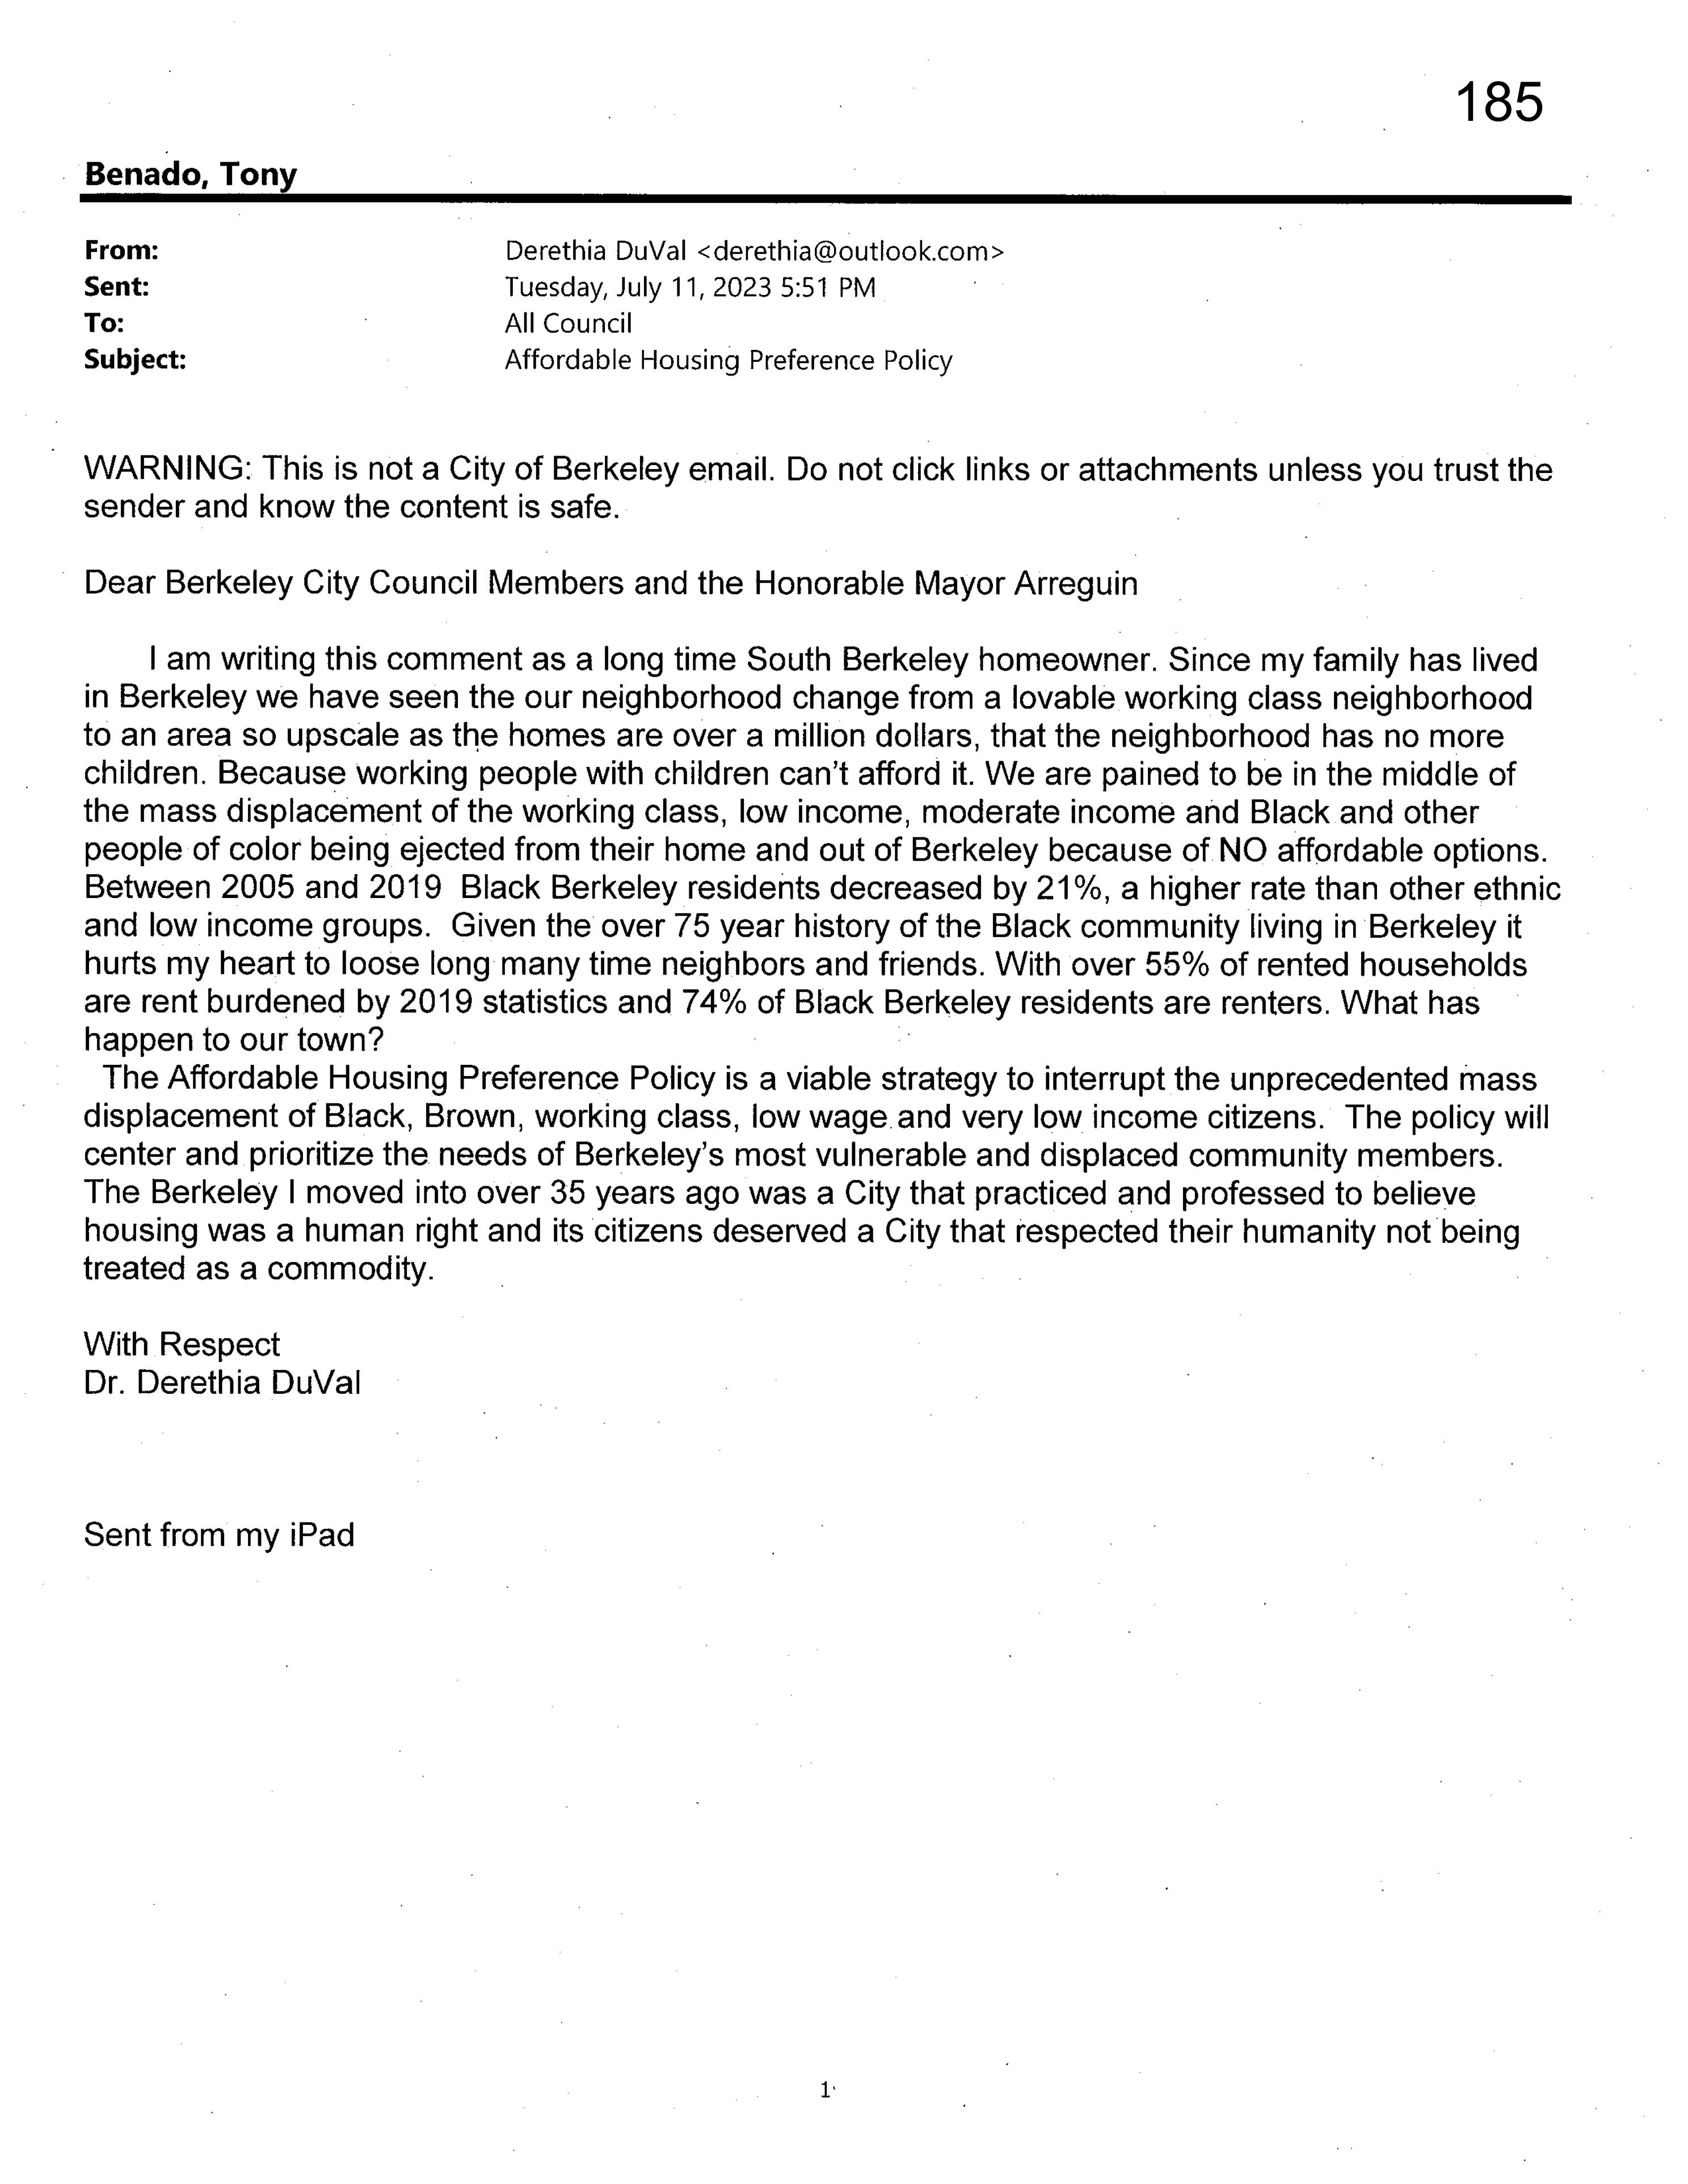 185
Benado, Tony
From: Derethia DuVal <derethia@outlook.com>
Sent: Tuesday, July 11, 2023 5:51 PM
To: All Council
Subject: Affordable Housing Preference Policy
WARNING: This is not a City of Berkeley email. Do not click links or attachments unless you trust the
sender and know the content is safe.
Dear Berkeley City Council Members and the Honorable Mayor Arreguin
I am writing this comment as a long time South Berkeley homeowner. Since my family has lived
in Berkeley we have seen the our neighborhood change from a lovable working class neighborhood
to an area so upscale as the homes are over a million dollars, that the neighborhood has no more
children. Because working people with children can't afford it. We are pained to be in the middle of
the mass displacement of the working class, low income, moderate income and Black and other
people of color being ejected from their home and out of Berkeley because of NO affordable options.
Between 2005 and 2019  Black Berkeley residents decreased by 21%, a higher rate than other ethnic
and low income groups.  Given the over 75 year history of the Black community living in Berkeley it
hurts my heart to loose long many time neighbors and friends. With over 55% of rented households
are rent burdened by 2019 statistics and 74% of Black Berkeley residents are renters. What has
happen to our town?
The Affordable Housing Preference Policy is a viable strategy to interrupt the unprecedented mass
displacement of Black, Brown, working class, low wage and very low income citizens.  The policy will
center and prioritize the needs of Berkeley's most vulnerable and displaced community members.
The Berkeley I moved into over 35 years ago was a City that practiced and professed to believe
housing was a human right and its citizens deserved a City that respected their humanity not being
treated as a commodity.
With Respect
Dr. Derethia DuVal
Sent from my iPad
1